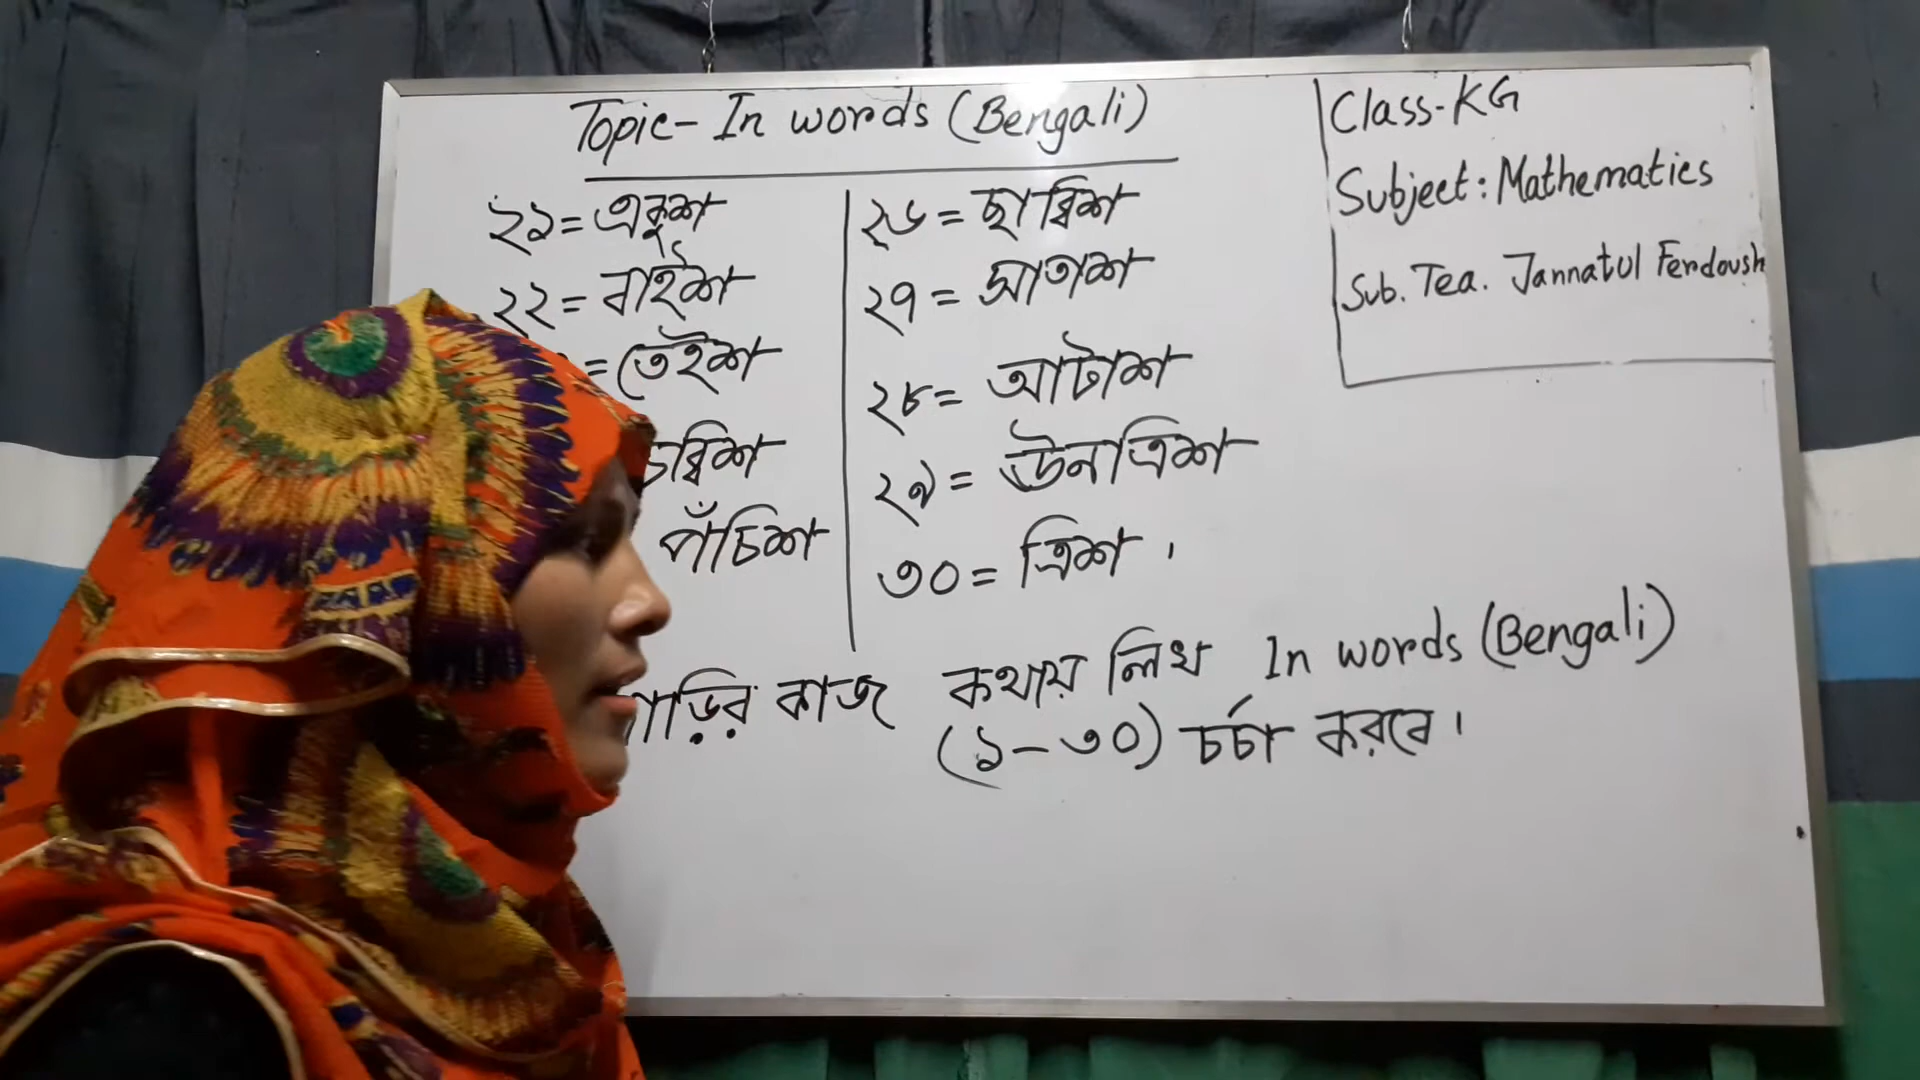 Topic- In words (Bengali)
২১= একুশ
২২= বাইশ
= তেইশ
চব্বিশ
পঁচিশ
২৬= ছাব্বিশ
২৭= সাতাশ
২৮= আটাশ
২৯= ঊনত্রিশ
৩০= ত্রিশ।
কাজ কথায় লিখ In words (Bengali)
(১-৩০) চর্চা করবে।
Class-KG
Subject: Mathematics
Sub. Tea. Jannatul Ferdoush